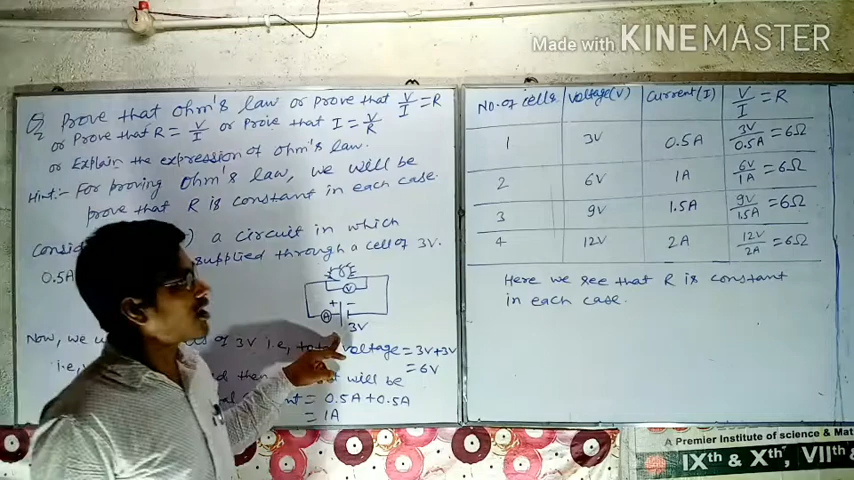 Made with KINEMASTER
Q2 Prove that ohm's law or prove that V/I = R
or Prove that R = V/I or prove that I = V/R
or Explain the expression of ohm's law.
Hint:- For proving ohm's law, we will be
prove that R is constant in each case.
a circuit in which
0.5A supplied through a cell of 3V.
V
+ -
A
3V
Now, we of 3V i.e, total voltage = 3V+3V
i.e, = 6V
then will be
= 0.5A + 0.5A
= 1A
No. of cells Voltage(V) Current(I) V/I = R
1 3V 0.5A 3V/0.5A = 6Ω
2 6V 1A 6V/1A = 6Ω
3 9V 1.5A 9V/1.5A = 6Ω
4 12V 2A 12V/2A = 6Ω
Here we see that R is constant
in each case.
A Premier Institute of science & Math
IXth & Xth, VIIth